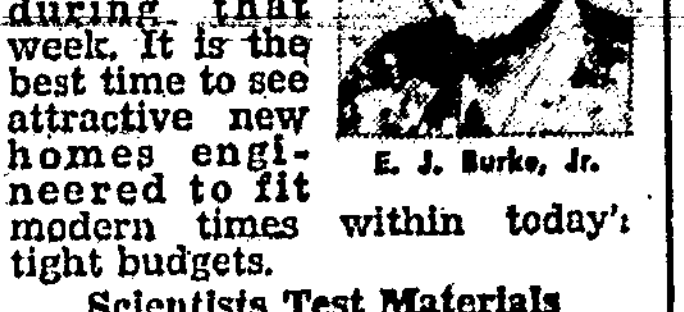 during that
week. It is the
best time to see
attractive new
homes engi-
neered to fit
E. J. Burke, Jr.
modern times within today's
tight budgets.
Scientists Test Materials